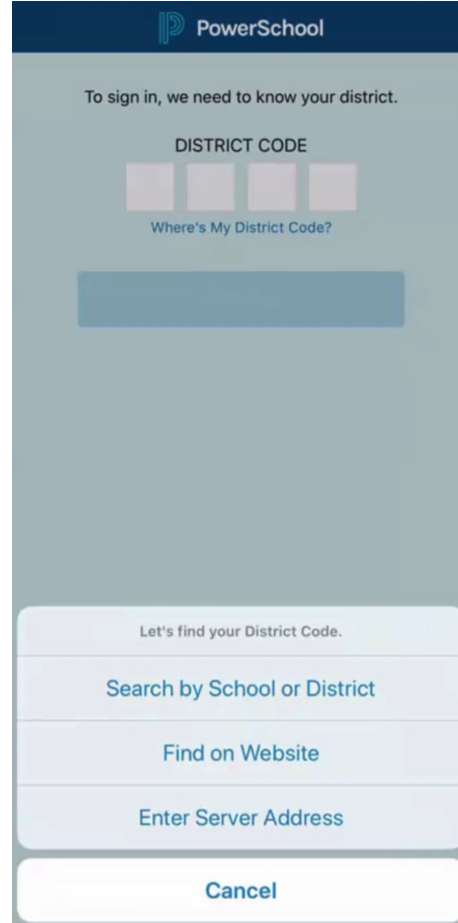 PowerSchool
To sign in, we need to know your district.
DISTRICT CODE
Where's My District Code?
Let's find your District Code.
Search by School or District
Find on Website
Enter Server Address
Cancel